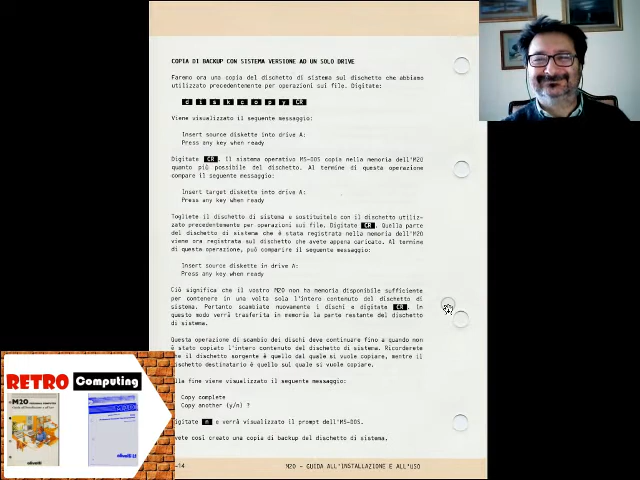 COPIA DI BACKUP CON SISTEMA VERSIONE AD UN SOLO DRIVE
Faremo ora una copia del dischetto di sistema sul dischetto che abbiamo
utilizzato precedentemente per operazioni sui file. Digitate:
d i s k c o p y CR
Viene visualizzato il seguente messaggio:
Insert source diskette into drive A:
Press any key when ready
Digitate CR. Il sistema operativo MS-DOS copia nella memoria dell'M20
quanto più possibile del dischetto. Al termine di questa operazione
compare il seguente messaggio:
Insert target diskette into drive A:
Press any key when ready
Togliete il dischetto di sistema e sostituitelo con il dischetto utiliz-
zato precedentemente per operazioni sui file. Digitate CR. Quella parte
del dischetto di sistema che è stata registrata nella memoria dell'M20
viene ora registrata sul dischetto che avete appena caricato. Al termine
di questa operazione, può comparire il seguente messaggio:
Insert source diskette in drive A:
Press any key when ready
Ciò significa che il vostro M20 non ha memoria disponibile sufficiente
per contenere in una volta sola l'intero contenuto del dischetto di
sistema. Pertanto scambiate nuovamente i dischi e digitate CR. In
questo modo verrà trasferita in memoria la parte restante del dischetto
di sistema.
Questa operazione di scambio dei dischi deve continuare fino a quando non
è stato copiato l'intero contenuto del dischetto di sistema. Ricorderete
che il dischetto sorgente è quello dal quale si vuole copiare, mentre il
dischetto destinatario è quello sul quale si vuole copiare.
lla fine viene visualizzato il seguente messaggio:
Copy complete
Copy another (y/n) ?
igitate n e verrà visualizzato il prompt dell'MS-DOS.
vete così creato una copia di backup del dischetto di sistema.
-14 M20 - GUIDA ALL'INSTALLAZIONE E ALL'USO
RETRO Computing
M20
olivetti
olivetti